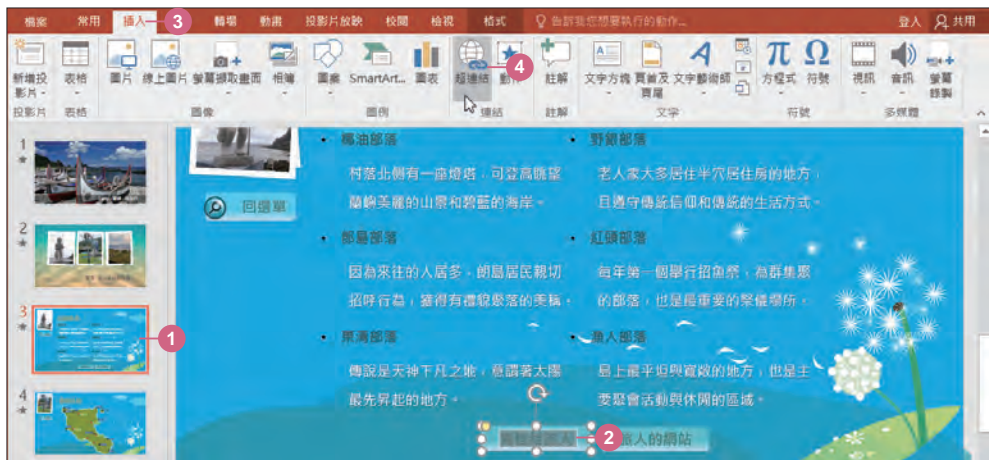 檔案 常用 插入 3 轉場 動畫 投影片放映 校閱 檢視 格式 告訴我您想要執行的動作... 登入 共用
4
新增投影片 表格 圖片 線上圖片 螢幕擷取畫面 相簿 圖案 SmartArt... 圖表 超連結 動 註解 文字方塊 頁首及頁尾 文字藝術師 方程式 符號 視訊 音訊 螢幕錄製
投影片 表格 圖像 圖例 連結 註解 文字 符號 多媒體
1
2
3
1
4
回選單
• 椰油部落
村落北側有一座燈塔,可登高眺望
蘭嶼美麗的山景和碧藍的海岸。
• 朗島部落
因為來往的人居多,朗島居民親切
招呼行為,獲得有禮貌聚落的美稱。
• 東清部落
傳說是天神下凡之地,意謂著太陽
最先昇起的地方。
• 野銀部落
老人家大多居住半穴居住房的地方,
且遵守傳統信仰和傳統的生活方式。
• 紅頭部落
每年第一個舉行招魚祭,為群集聚
的部落,也是最重要的祭儀場所。
• 漁人部落
島上最平坦與寬敞的地方,也是主
要聚會活動與休閒的區域。
2
旅人的網站